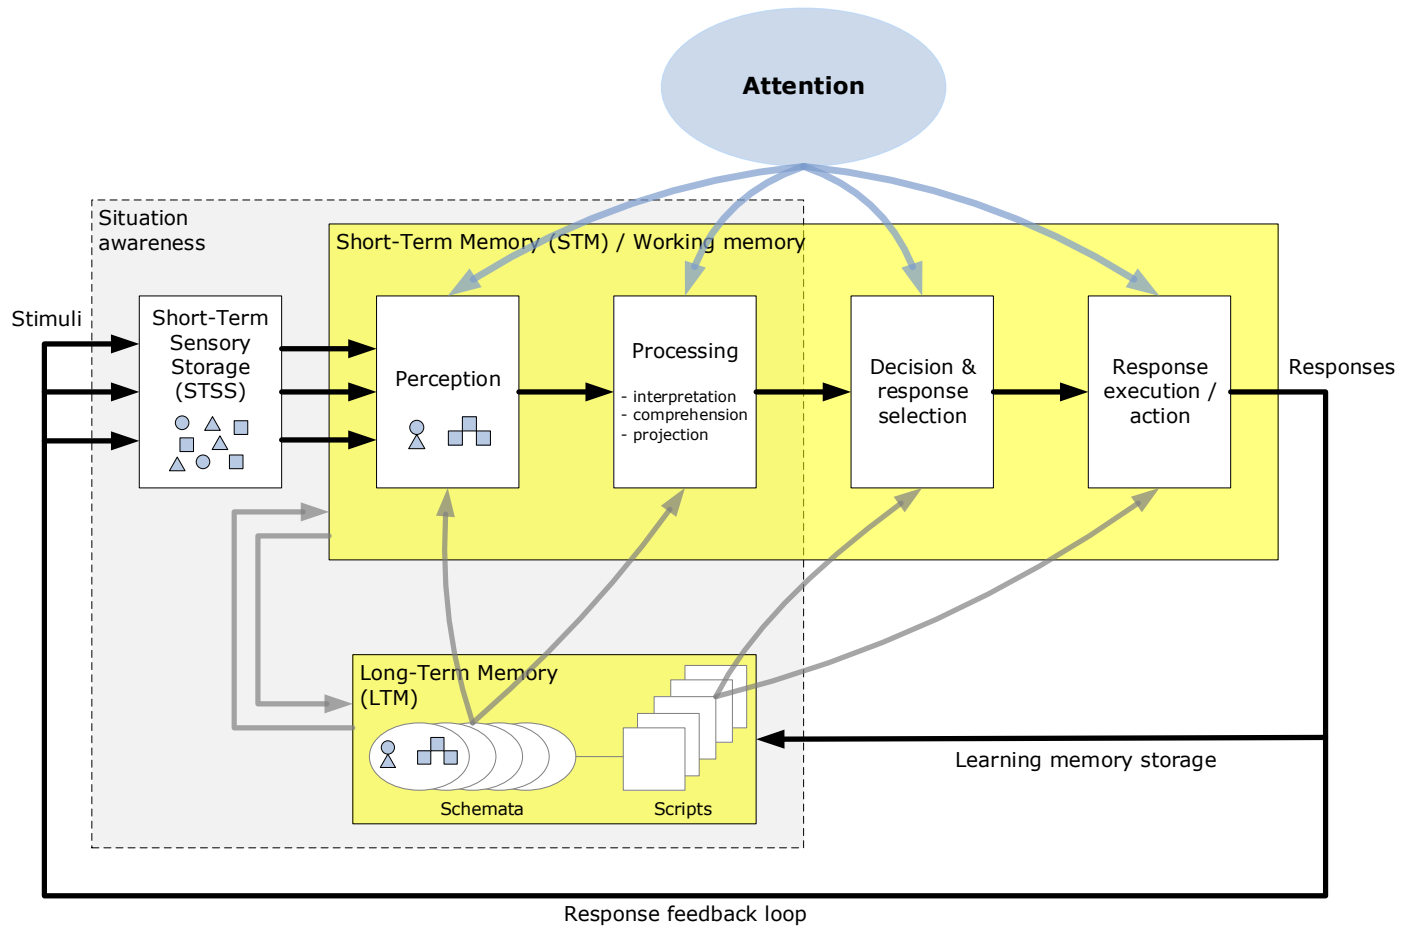 Attention
Situation
awareness
Short-Term Memory (STM) / Working memory
Stimuli
Short-Term
Sensory
Storage
(STSS)
Perception
Processing
- interpretation
- comprehension
- projection
Decision &
response
selection
Response
execution /
action
Responses
Long-Term Memory
(LTM)
Schemata
Scripts
Learning memory storage
Response feedback loop